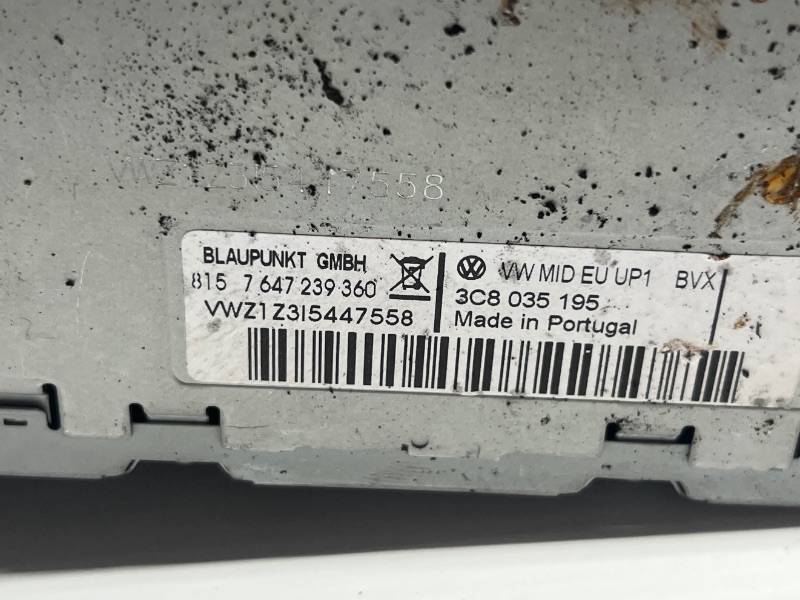 VWZ1Z3I5447558
BLAUPUNKT GMBH
815 7 647 239 360
VWZ1Z3I5447558
VW MID EU UP1 BVX
3C8 035 195
Made in Portugal